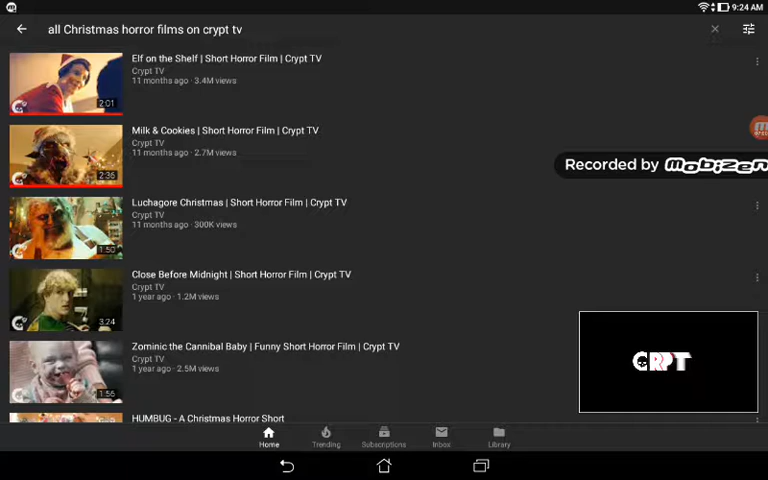 9:24 AM
all Christmas horror films on crypt tv
Elf on the Shelf | Short Horror Film | Crypt TV
Crypt TV
11 months ago · 3.4M views
2:01
Milk & Cookies | Short Horror Film | Crypt TV
Crypt TV
11 months ago · 2.7M views
2:36
Recorded by MOBIZEN
Luchagore Christmas | Short Horror Film | Crypt TV
Crypt TV
11 months ago · 300K views
1:50
Close Before Midnight | Short Horror Film | Crypt TV
Crypt TV
1 year ago · 1.2M views
3:24
Zominic the Cannibal Baby | Funny Short Horror Film | Crypt TV
Crypt TV
1 year ago · 2.5M views
1:56
CRPT
HUMBUG - A Christmas Horror Short
Home
Trending
Subscriptions
Inbox
Library